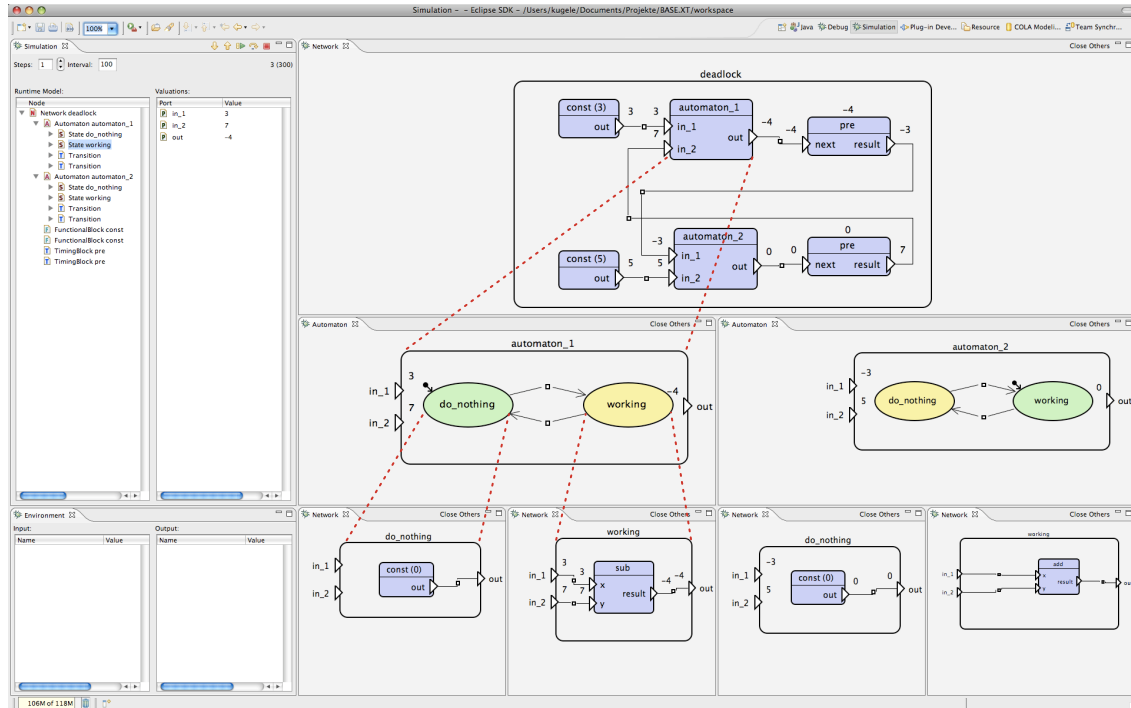 Simulation – – Eclipse SDK – /Users/kugele/Documents/Projekte/BASE.XT/workspace
100%
Java Debug Simulation Plug-in Deve... Resource COLA Modeli... Team Synchr...
Simulation
Steps: 1 Interval: 100 3 (300)
Runtime Model:
Node
Network deadlock
Automaton automaton_1
State do_nothing
State working
Transition
Transition
Automaton automaton_2
State do_nothing
State working
Transition
Transition
FunctionalBlock const
FunctionalBlock const
TimingBlock pre
TimingBlock pre
Valuations:
Port Value
in_1 3
in_2 7
out -4
Network Close Others
deadlock
const (3) 3 3 automaton_1 -4
out 7 in_1 -4 -4 pre -3
in_2 out next result
const (5) -3 automaton_2 0
out 5 5 in_1 0 0 pre 7
in_2 out next result
Automaton Close Others
automaton_1
in_1 3
in_2 7
do_nothing working -4 out
Automaton Close Others
automaton_2
in_1 -3
in_2 5
do_nothing working 0 out
Environment
Input:
Name Value
Output:
Name Value
Network Close Others
do_nothing
in_1
in_2
const (0)
out
out
Network Close Others
working
in_1 3 3
in_2 7 7
sub
x
y
result -4 -4 out
Network Close Others
do_nothing
in_1 -3
in_2 5
const (0)
out 0 0 out
Network Close Others
working
in_1
in_2
add
x
y
result
out
106M of 118M